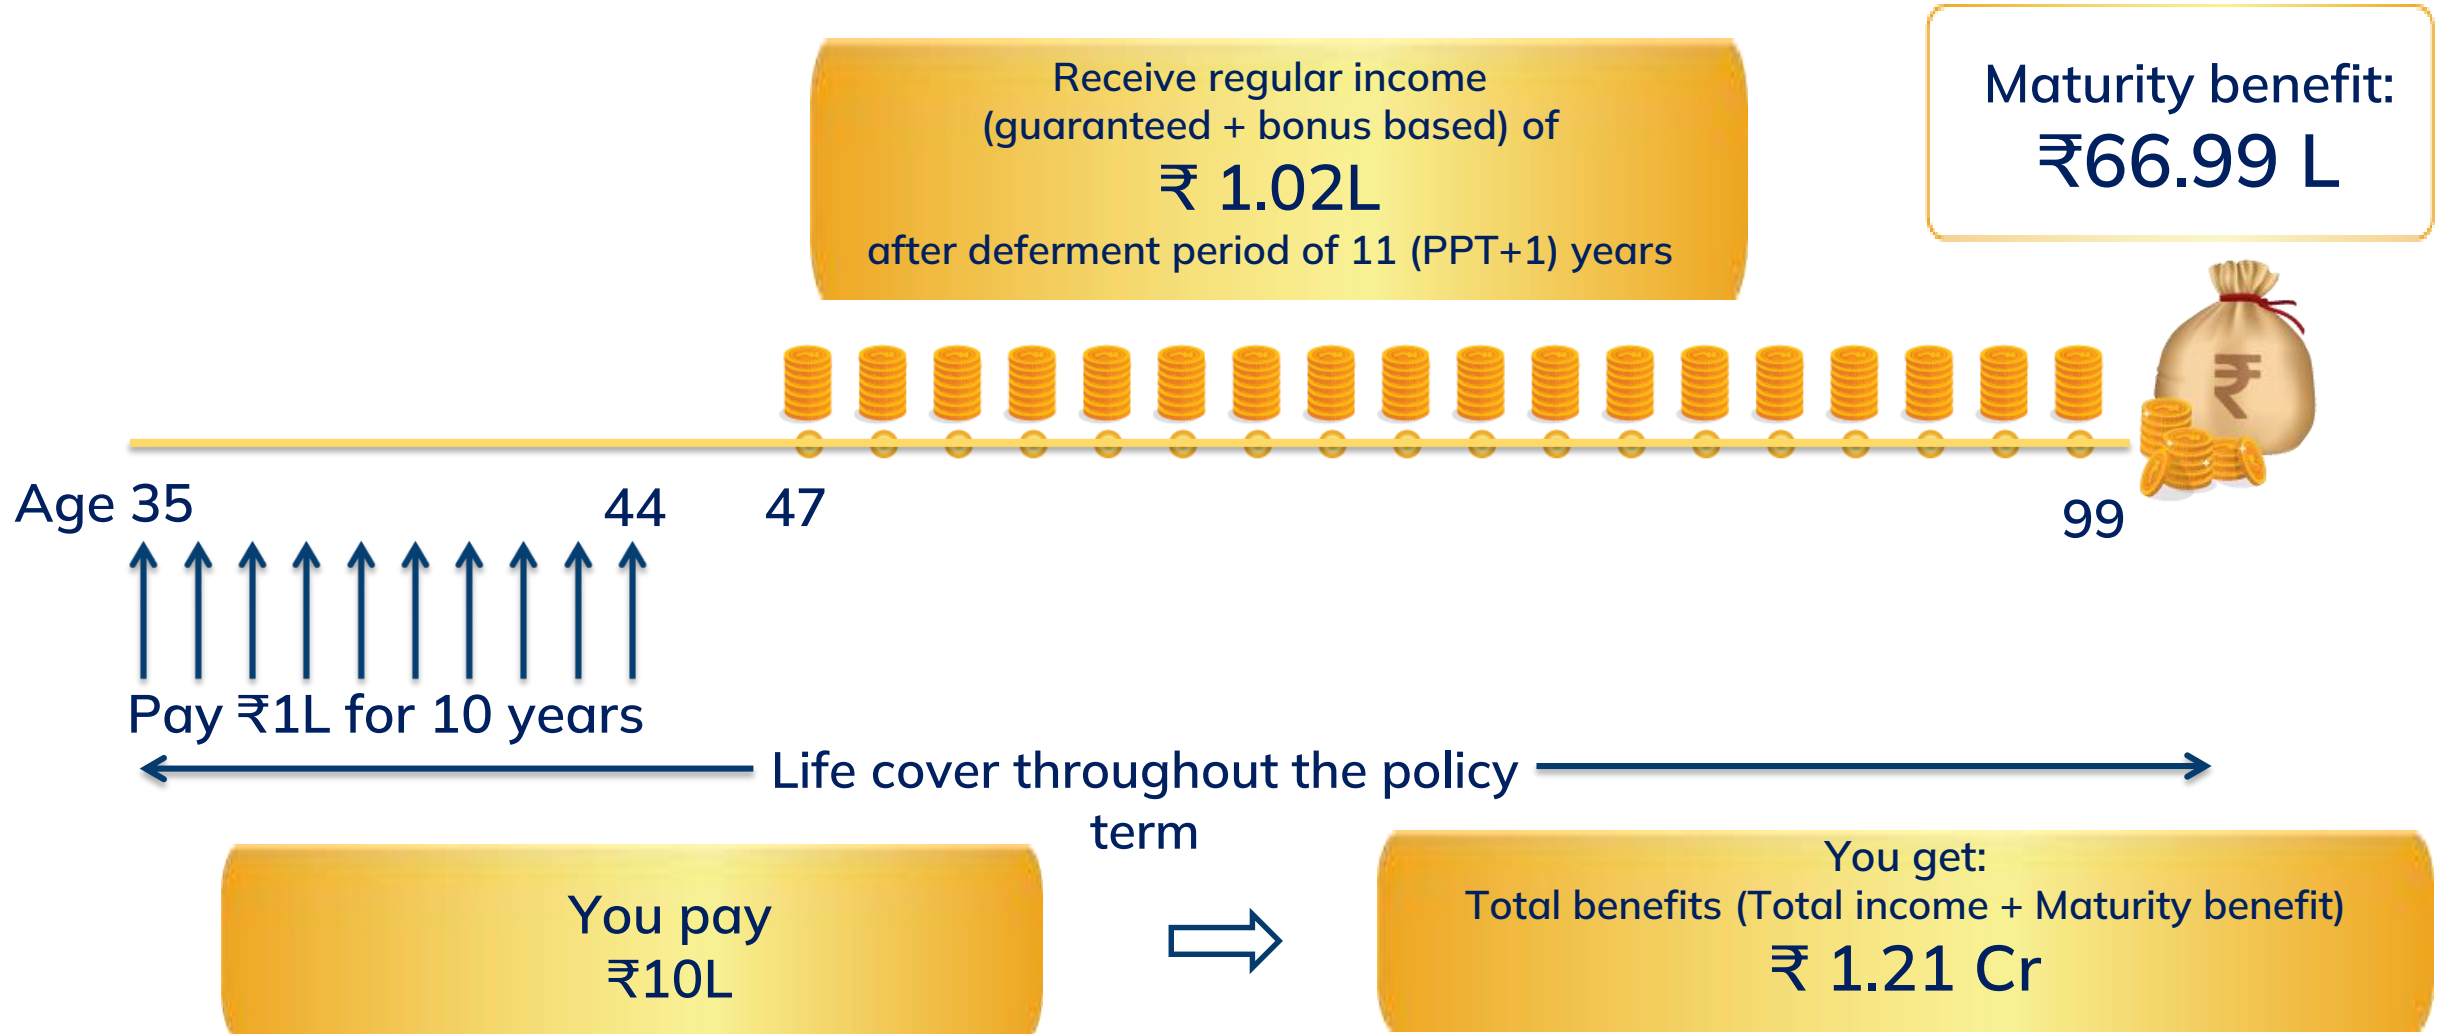 Receive regular income
(guaranteed + bonus based) of
₹ 1.02L
after deferment period of 11 (PPT+1) years
Maturity benefit:
₹66.99 L
₹
Age 35
44
47
99
Pay ₹1L for 10 years
Life cover throughout the policy
term
You pay
₹10L
You get:
Total benefits (Total income + Maturity benefit)
₹ 1.21 Cr